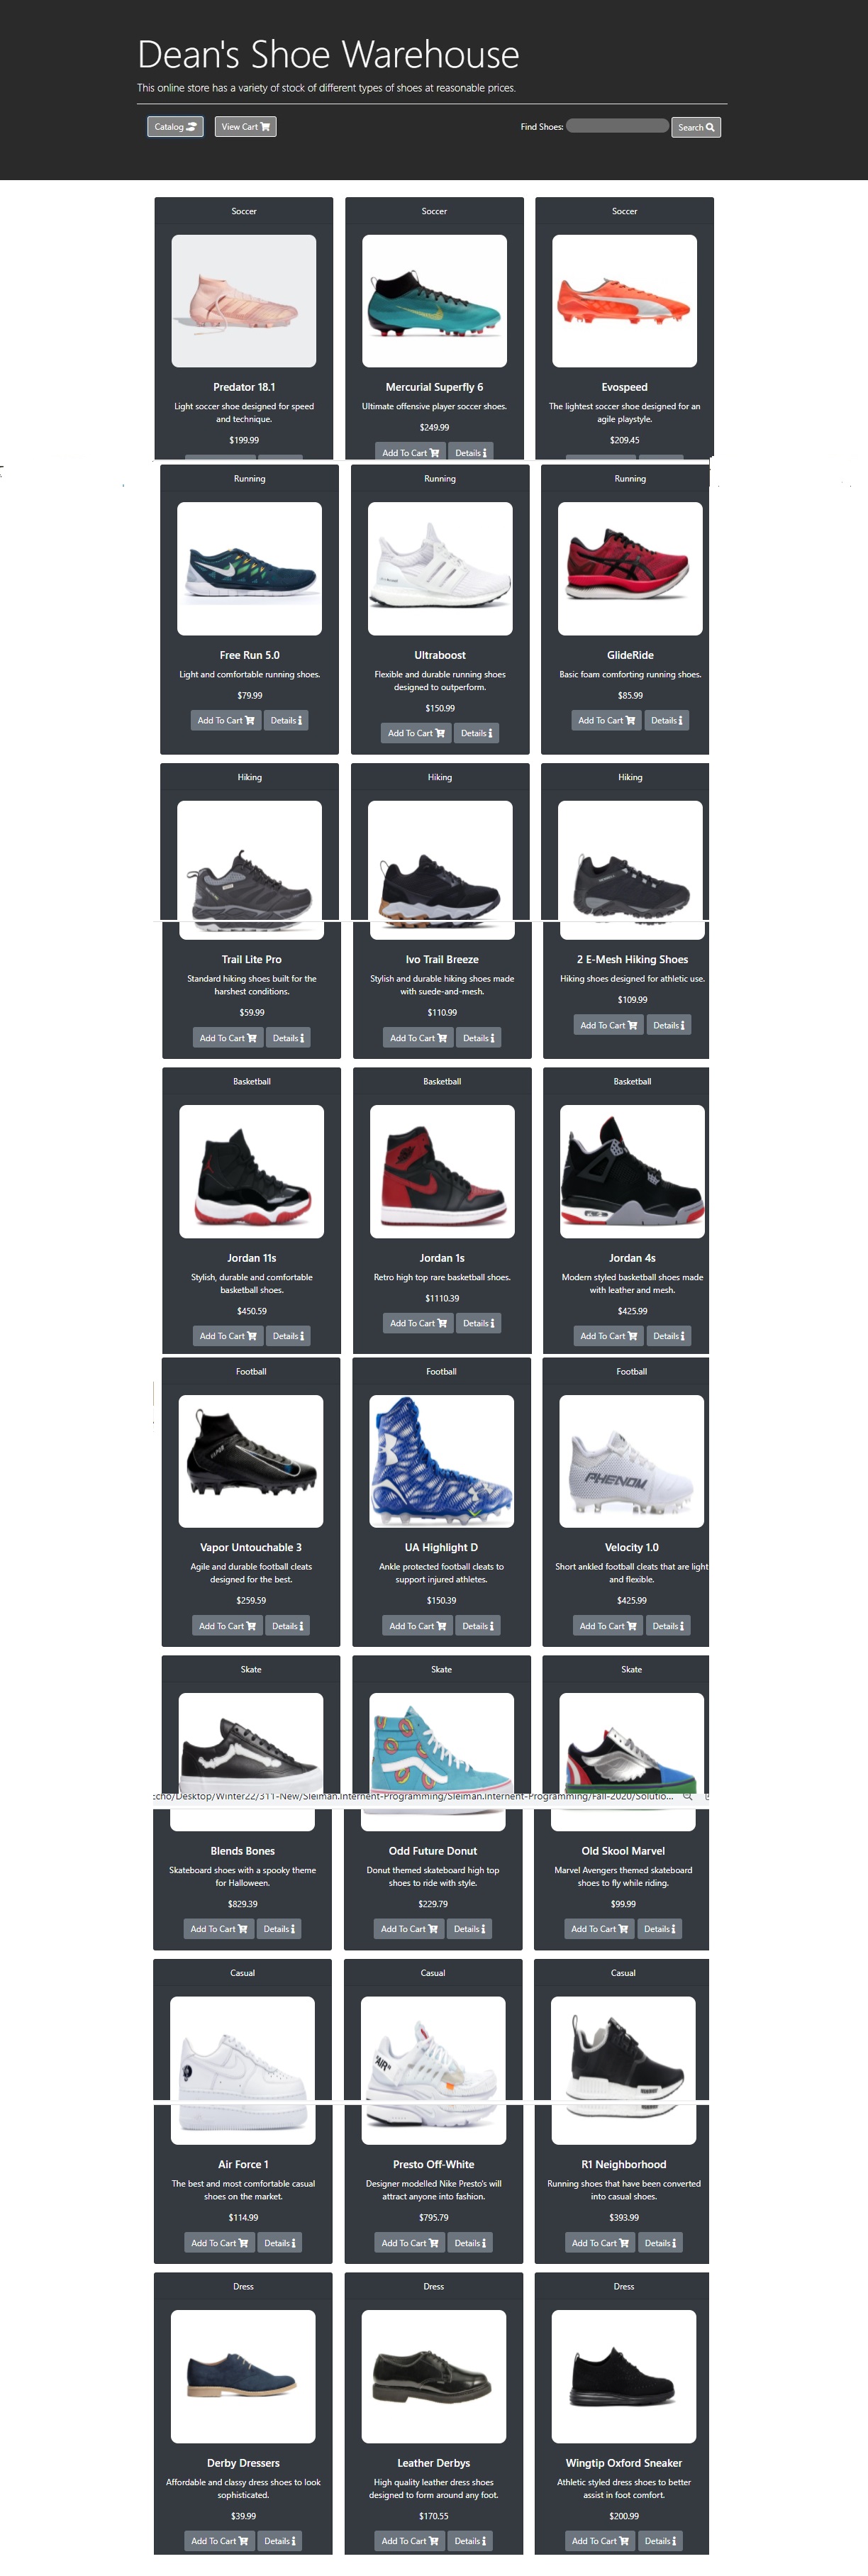 Dean's Shoe Warehouse
This online store has a variety of stock of different types of shoes at reasonable prices.
Catalog View Cart Find Shoes: Search
Soccer Soccer Soccer
Predator 18.1 Mercurial Superfly 6 Evospeed
Light soccer shoe designed for speed Ultimate offensive player soccer shoes. The lightest soccer shoe designed for an
and technique. agile playstyle.
$199.99 $249.99 $209.45
Add To Cart Details
Running Running Running
Free Run 5.0 Ultraboost GlideRide
Light and comfortable running shoes. Flexible and durable running shoes Basic foam comforting running shoes.
designed to outperform.
$79.99 $150.99 $85.99
Add To Cart Details Add To Cart Details Add To Cart Details
Hiking Hiking Hiking
Trail Lite Pro Ivo Trail Breeze 2 E-Mesh Hiking Shoes
Standard hiking shoes built for the Stylish and durable hiking shoes made Hiking shoes designed for athletic use.
harshest conditions. with suede-and-mesh.
$59.99 $110.99 $109.99
Add To Cart Details Add To Cart Details Add To Cart Details
Basketball Basketball Basketball
Jordan 11s Jordan 1s Jordan 4s
Stylish, durable and comfortable Retro high top rare basketball shoes. Modern styled basketball shoes made
basketball shoes. with leather and mesh.
$450.59 $1110.39 $425.99
Add To Cart Details Add To Cart Details Add To Cart Details
Football Football Football
PHENOM
Vapor Untouchable 3 UA Highlight D Velocity 1.0
Agile and durable football cleats Ankle protected football cleats to Short ankled football cleats that are light
designed for the best. support injured athletes. and flexible.
$259.59 $150.39 $425.99
Add To Cart Details Add To Cart Details Add To Cart Details
Skate Skate Skate
Echo/Desktop/Winter22/311-New/Sleiman.Internent-Programming/Sleiman.Internent-Programming/Fall-2020/Solutio...
Blends Bones Odd Future Donut Old Skool Marvel
Skateboard shoes with a spooky theme Donut themed skateboard high top Marvel Avengers themed skateboard
for Halloween. shoes to ride with style. shoes to fly while riding.
$829.39 $229.79 $99.99
Add To Cart Details Add To Cart Details Add To Cart Details
Casual Casual Casual
"AIR"
Air Force 1 Presto Off-White R1 Neighborhood
The best and most comfortable casual Designer modelled Nike Presto's will Running shoes that have been converted
shoes on the market. attract anyone into fashion. into casual shoes.
$114.99 $795.79 $393.99
Add To Cart Details Add To Cart Details Add To Cart Details
Dress Dress Dress
Derby Dressers Leather Derbys Wingtip Oxford Sneaker
Affordable and classy dress shoes to look High quality leather dress shoes Athletic styled dress shoes to better
sophisticated. designed to form around any foot. assist in foot comfort.
$39.99 $170.55 $200.99
Add To Cart Details Add To Cart Details Add To Cart Details